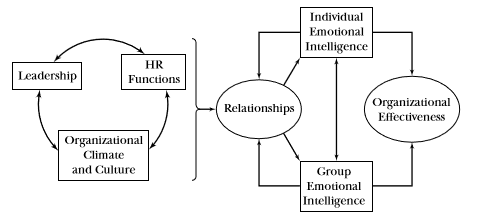 Leadership
HR
Functions
Organizational
Climate
and Culture
Relationships
Individual
Emotional
Intelligence
Group
Emotional
Intelligence
Organizational
Effectiveness